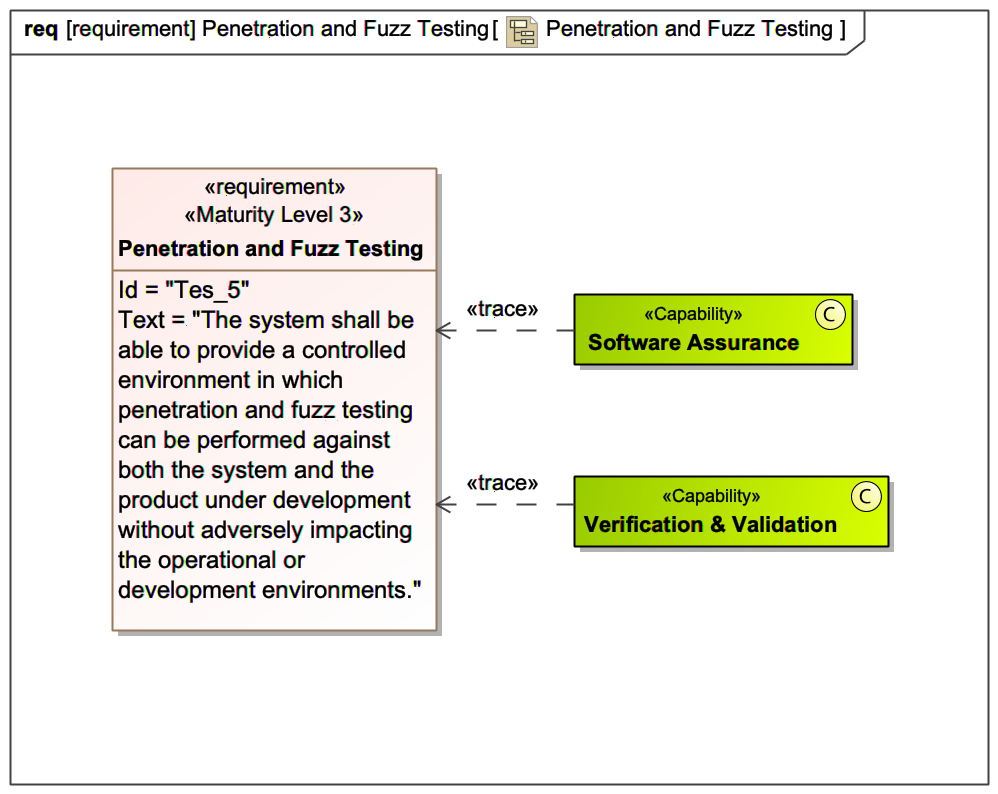 req [requirement] Penetration and Fuzz Testing[ Penetration and Fuzz Testing ]
«requirement»
«Maturity Level 3»
Penetration and Fuzz Testing
Id = "Tes_5"
Text = "The system shall be
able to provide a controlled
environment in which
penetration and fuzz testing
can be performed against
both the system and the
product under development
without adversely impacting
the operational or
development environments."
«trace»
«Capability»
C
Software Assurance
«trace»
«Capability»
C
Verification & Validation